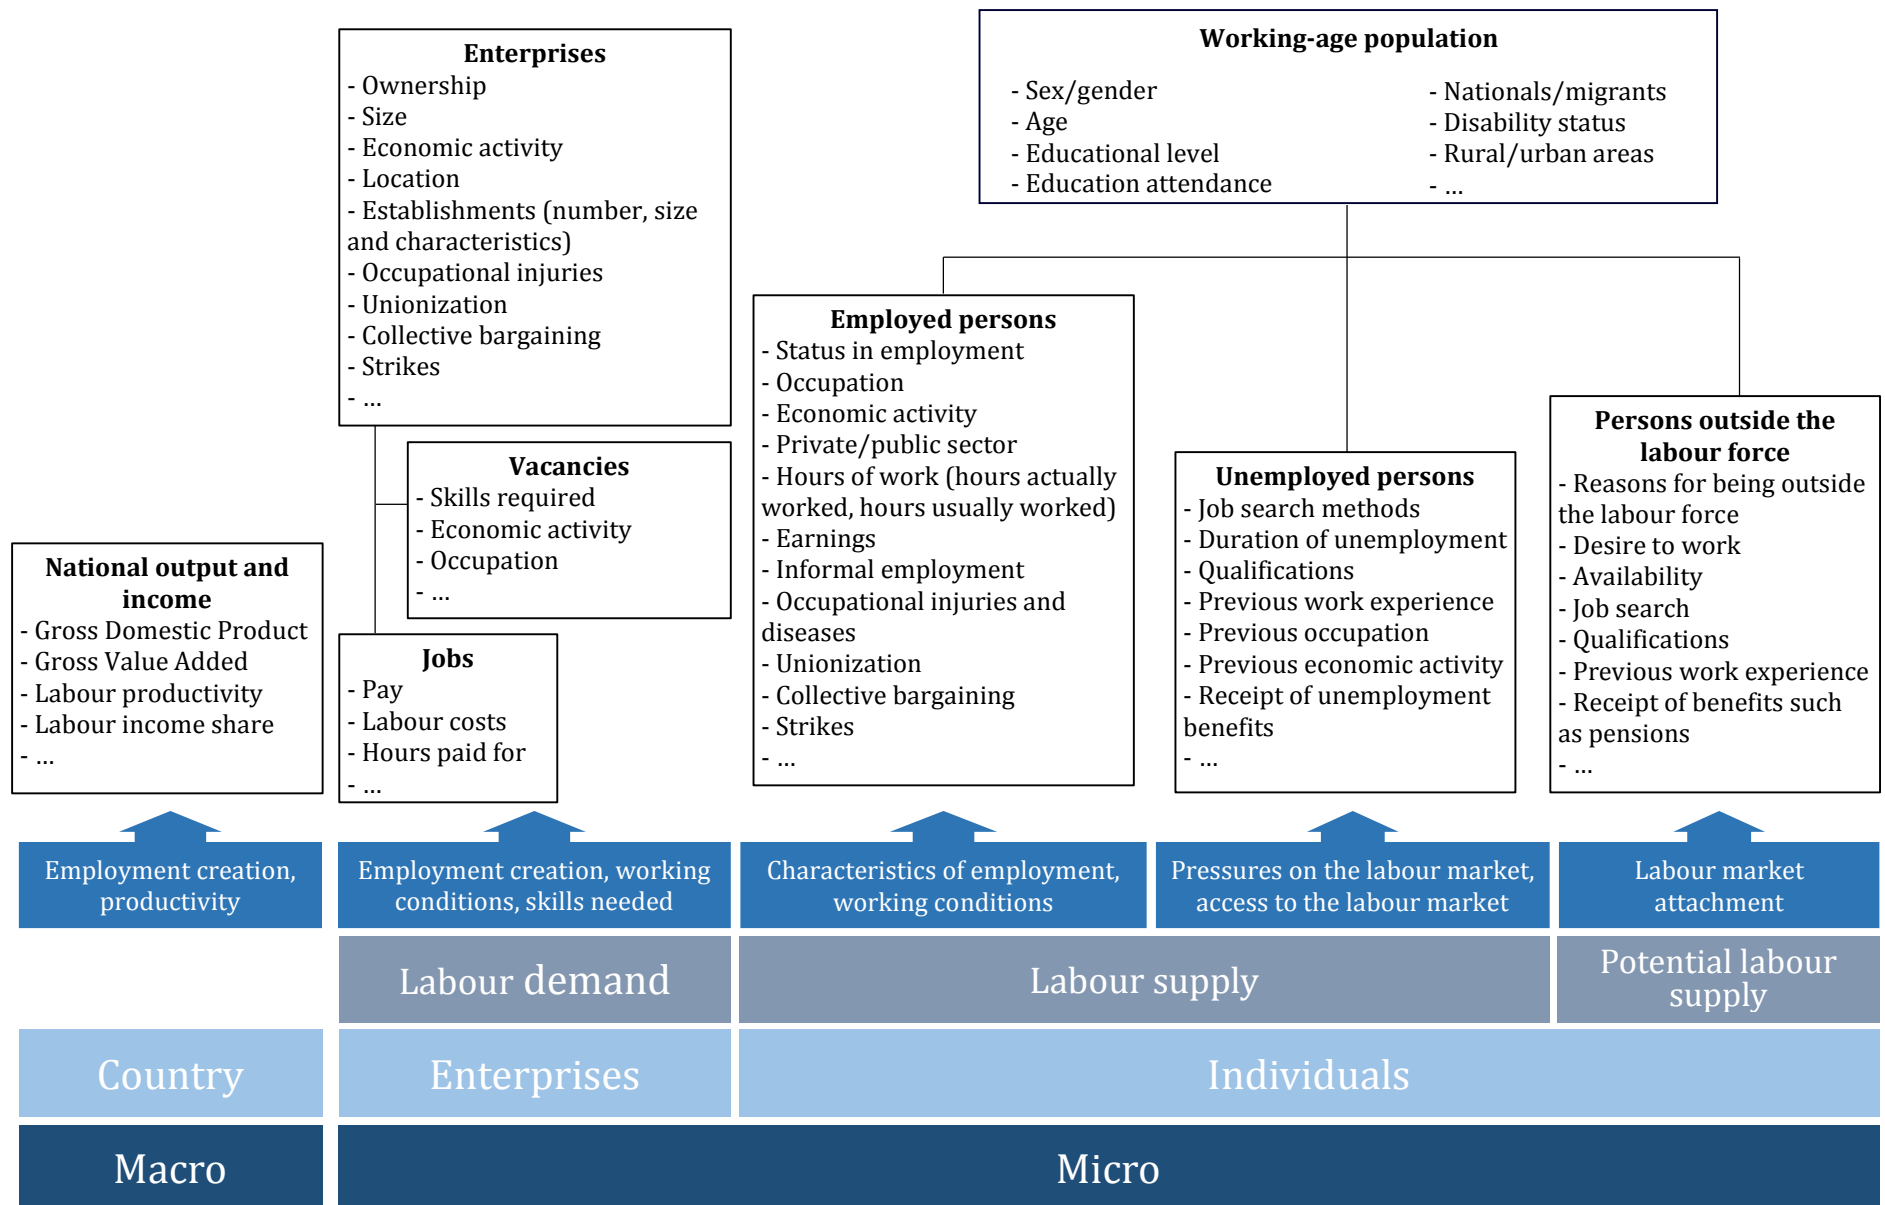 Enterprises
- Ownership
- Size
- Economic activity
- Location
- Establishments (number, size
and characteristics)
- Occupational injuries
- Unionization
- Collective bargaining
- Strikes
- ...
Working-age population
- Sex/gender
- Age
- Educational level
- Education attendance
- Nationals/migrants
- Disability status
- Rural/urban areas
- ...
Vacancies
- Skills required
- Economic activity
- Occupation
- ...
National output and
income
- Gross Domestic Product
- Gross Value Added
- Labour productivity
- Labour income share
- ...
Jobs
- Pay
- Labour costs
- Hours paid for
- ...
Employed persons
- Status in employment
- Occupation
- Economic activity
- Private/public sector
- Hours of work (hours actually
worked, hours usually worked)
- Earnings
- Informal employment
- Occupational injuries and
diseases
- Unionization
- Collective bargaining
- Strikes
- ...
Unemployed persons
- Job search methods
- Duration of unemployment
- Qualifications
- Previous work experience
- Previous occupation
- Previous economic activity
- Receipt of unemployment
benefits
- ...
Persons outside the
labour force
- Reasons for being outside
the labour force
- Desire to work
- Availability
- Job search
- Qualifications
- Previous work experience
- Receipt of benefits such
as pensions
- ...
Employment creation,
productivity
Employment creation, working
conditions, skills needed
Characteristics of employment,
working conditions
Pressures on the labour market,
access to the labour market
Labour market
attachment
Labour demand
Labour supply
Potential labour
supply
Country
Enterprises
Individuals
Macro
Micro